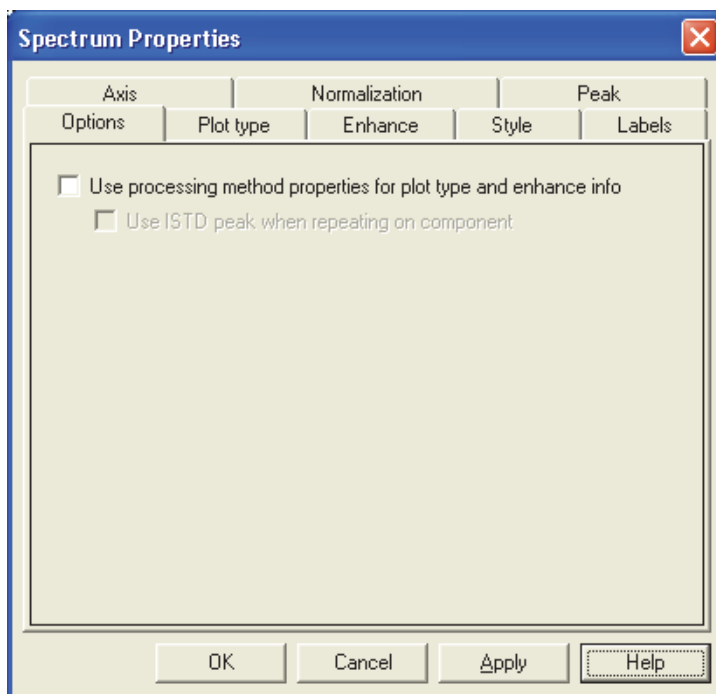 Spectrum Properties
Axis Normalization Peak
Options Plot type Enhance Style Labels
Use processing method properties for plot type and enhance info
Use ISTD peak when repeating on component
OK Cancel Apply Help